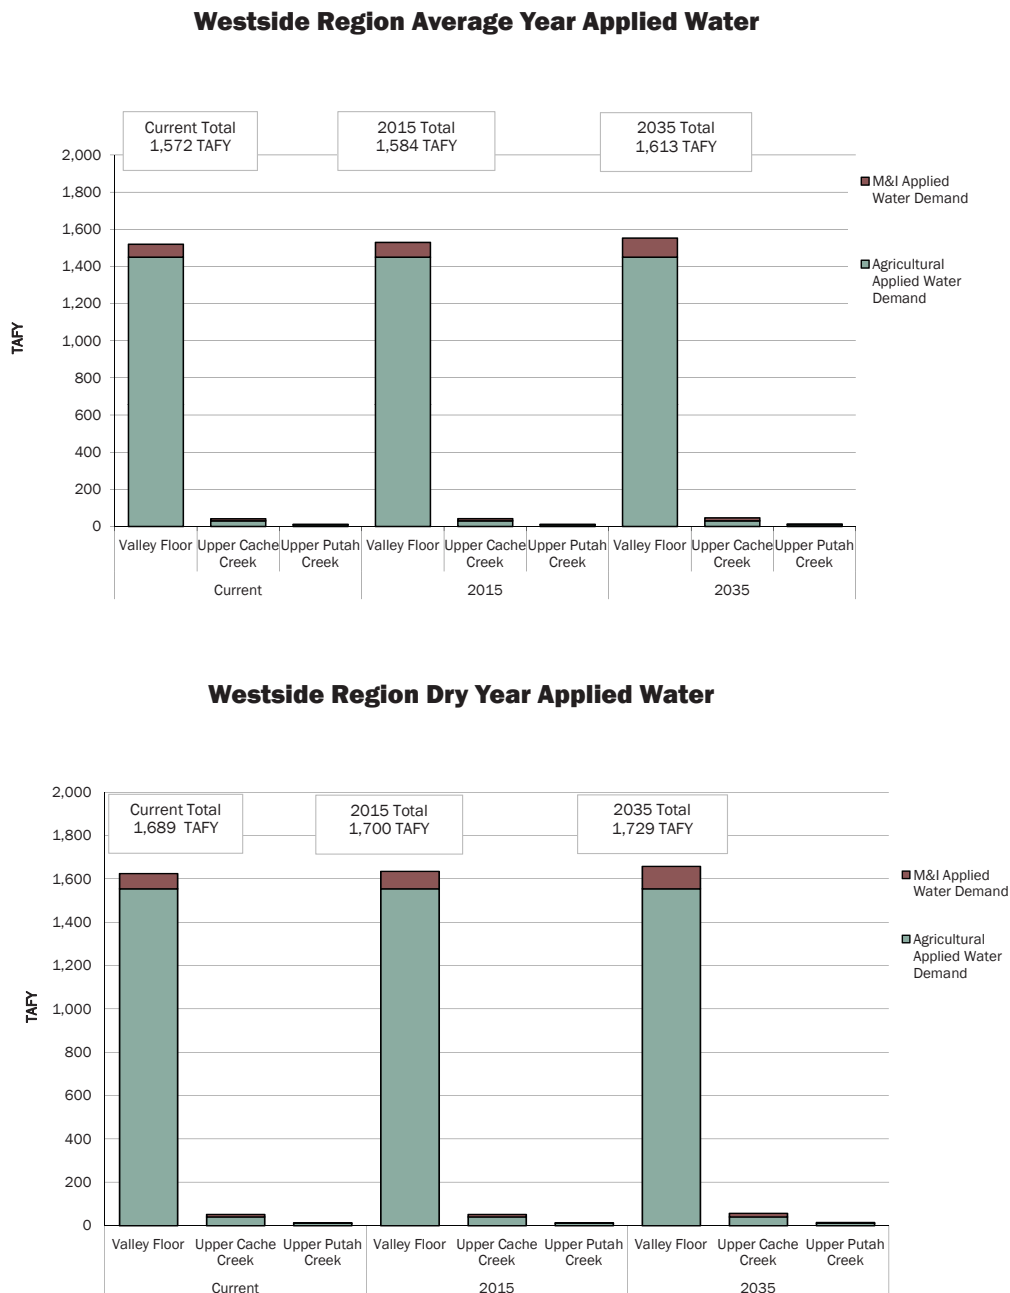 Westside Region Average Year Applied Water
Current Total
1,572 TAFY
2015 Total
1,584 TAFY
2035 Total
1,613 TAFY
2,000
1,800
1,600
1,400
1,200
1,000
800
600
400
200
0
TAFY
M&I Applied
Water Demand
Agricultural
Applied Water
Demand
Valley Floor
Upper Cache
Creek
Upper Putah
Creek
Valley Floor
Upper Cache
Creek
Upper Putah
Creek
Valley Floor
Upper Cache
Creek
Upper Putah
Creek
Current
2015
2035
Westside Region Dry Year Applied Water
Current Total
1,689 TAFY
2015 Total
1,700 TAFY
2035 Total
1,729 TAFY
2,000
1,800
1,600
1,400
1,200
1,000
800
600
400
200
0
TAFY
M&I Applied
Water Demand
Agricultural
Applied Water
Demand
Valley Floor
Upper Cache
Creek
Upper Putah
Creek
Valley Floor
Upper Cache
Creek
Upper Putah
Creek
Valley Floor
Upper Cache
Creek
Upper Putah
Creek
Current
2015
2035